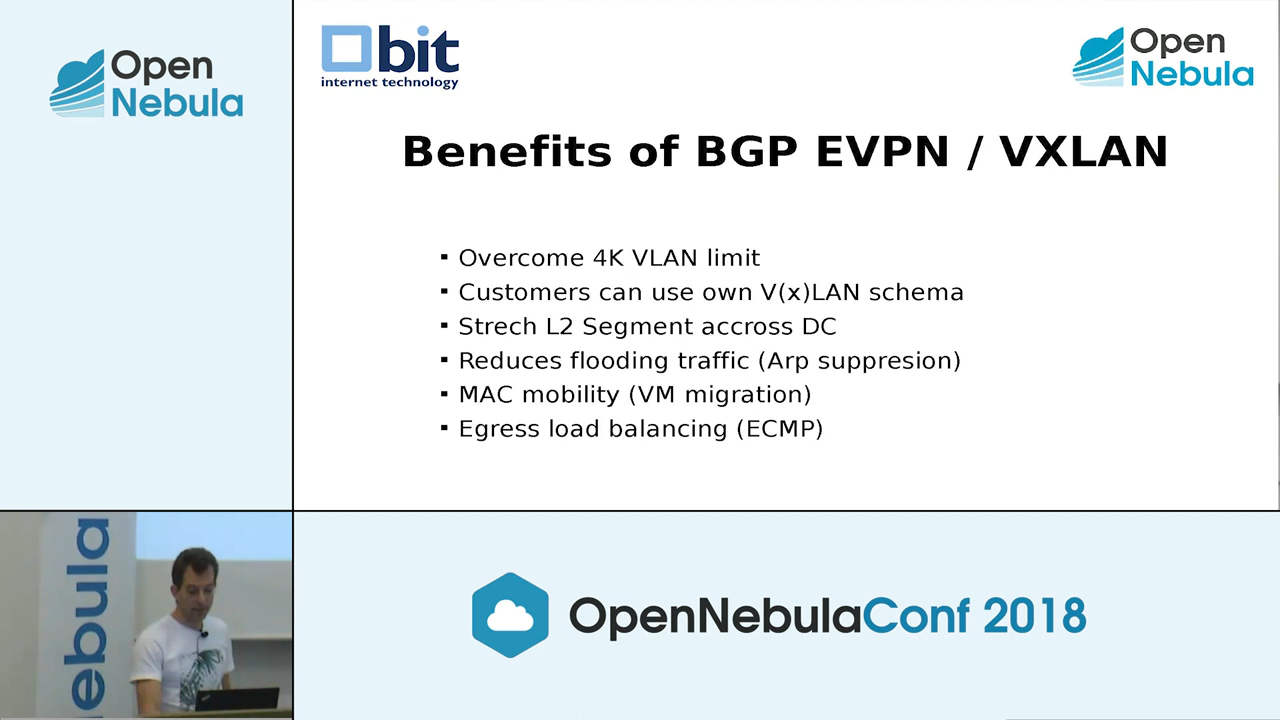 Open
Nebula
bit
internet technology
Open
Nebula
Benefits of BGP EVPN / VXLAN
▪ Overcome 4K VLAN limit
▪ Customers can use own V(x)LAN schema
▪ Strech L2 Segment accross DC
▪ Reduces flooding traffic (Arp suppresion)
▪ MAC mobility (VM migration)
▪ Egress load balancing (ECMP)
ebula
OpenNebulaConf 2018